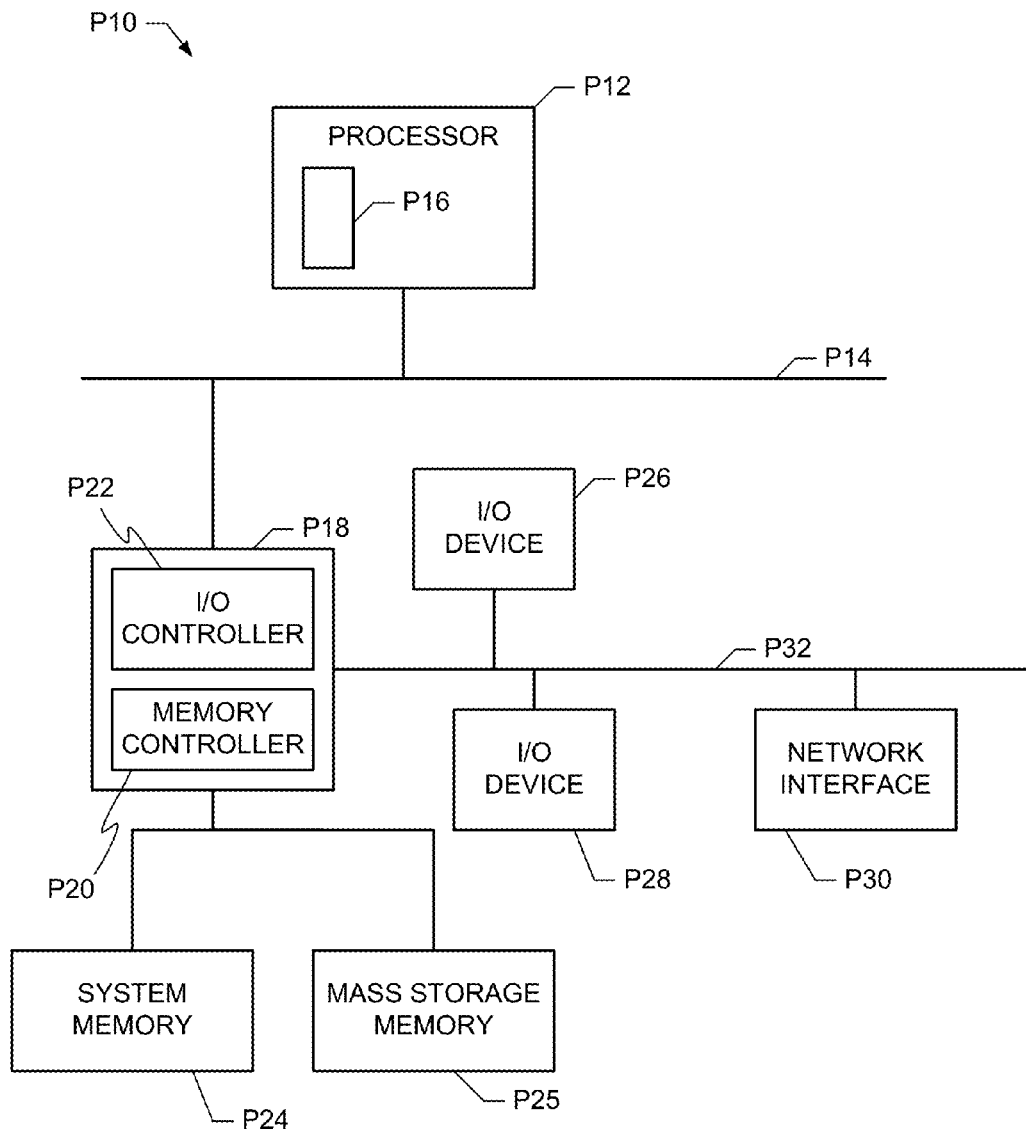 P10
P12
PROCESSOR
P16
P14
P22
P18
P26
I/O
DEVICE
I/O
CONTROLLER
P32
MEMORY
CONTROLLER
I/O
DEVICE
NETWORK
INTERFACE
P20
P28
P30
SYSTEM
MEMORY
MASS STORAGE
MEMORY
P24
P25